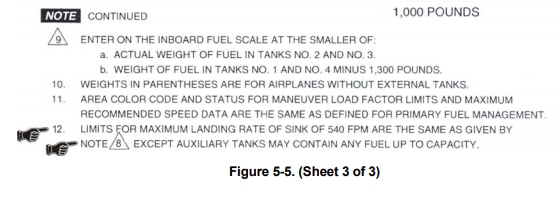 NOTE CONTINUED 1,000 POUNDS
9 ENTER ON THE INBOARD FUEL SCALE AT THE SMALLER OF:
a. ACTUAL WEIGHT OF FUEL IN TANKS NO. 2 AND NO. 3.
b. WEIGHT OF FUEL IN TANKS NO. 1 AND NO. 4 MINUS 1,300 POUNDS.
10. WEIGHTS IN PARENTHESES ARE FOR AIRPLANES WITHOUT EXTERNAL TANKS.
11. AREA COLOR CODE AND STATUS FOR MANEUVER LOAD FACTOR LIMITS AND MAXIMUM
RECOMMENDED SPEED DATA ARE THE SAME AS DEFINED FOR PRIMARY FUEL MANAGEMENT.
12. LIMITS FOR MAXIMUM LANDING RATE OF SINK OF 540 FPM ARE THE SAME AS GIVEN BY
NOTE 8 EXCEPT AUXILIARY TANKS MAY CONTAIN ANY FUEL UP TO CAPACITY.
Figure 5-5. (Sheet 3 of 3)